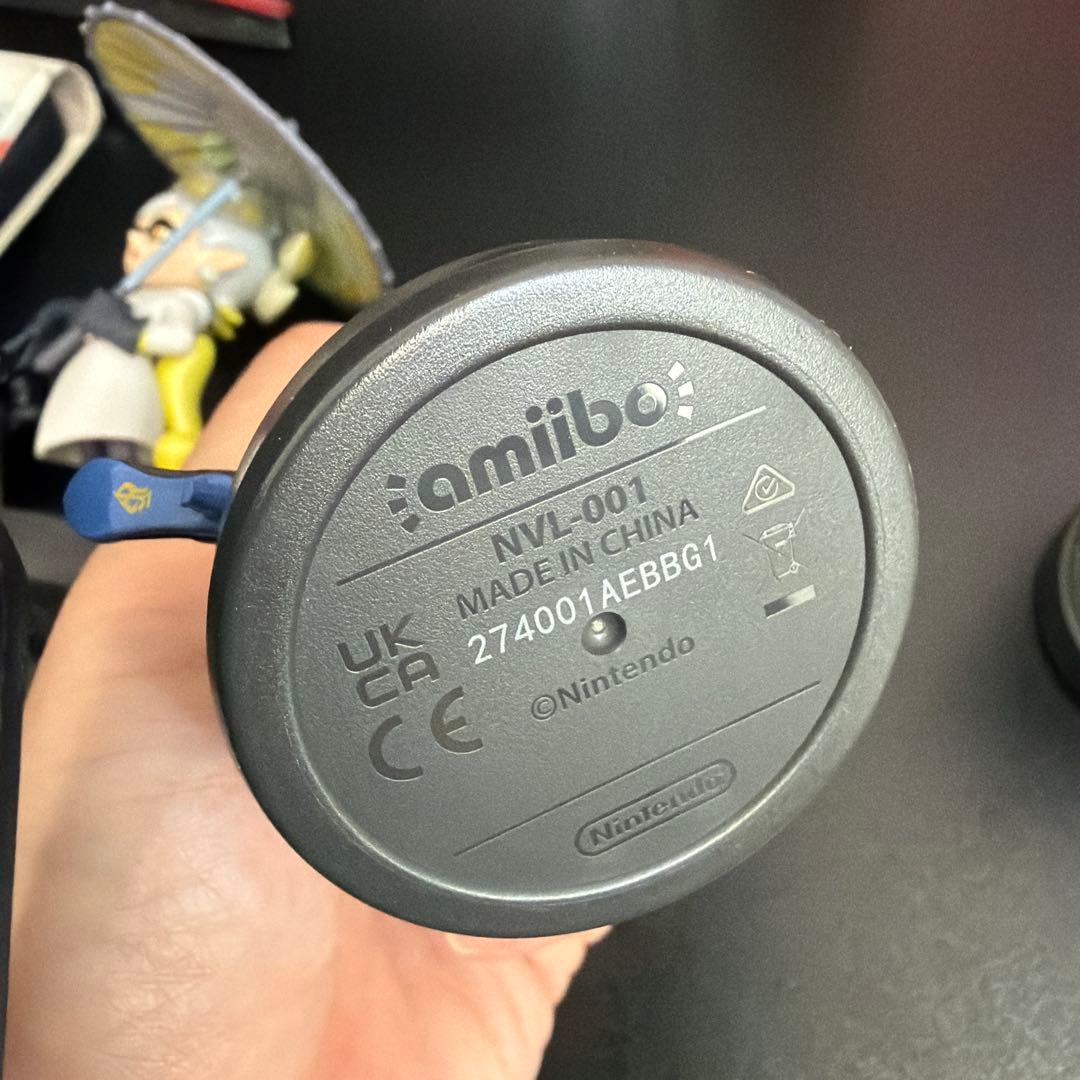 amiibo
NVL-001
MADE IN CHINA
274001AEBBG1
©Nintendo
UK
CA
CE
Nintendo